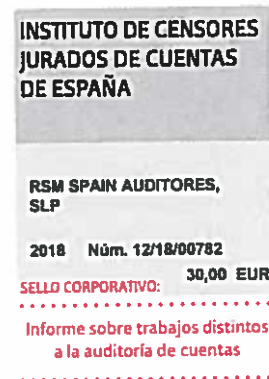 INSTITUTO DE CENSORES
JURADOS DE CUENTAS
DE ESPAÑA
RSM SPAIN AUDITORES,
SLP
2018 Núm. 12/18/00782
30,00 EUR
SELLO CORPORATIVO:
Informe sobre trabajos distintos
a la auditoría de cuentas